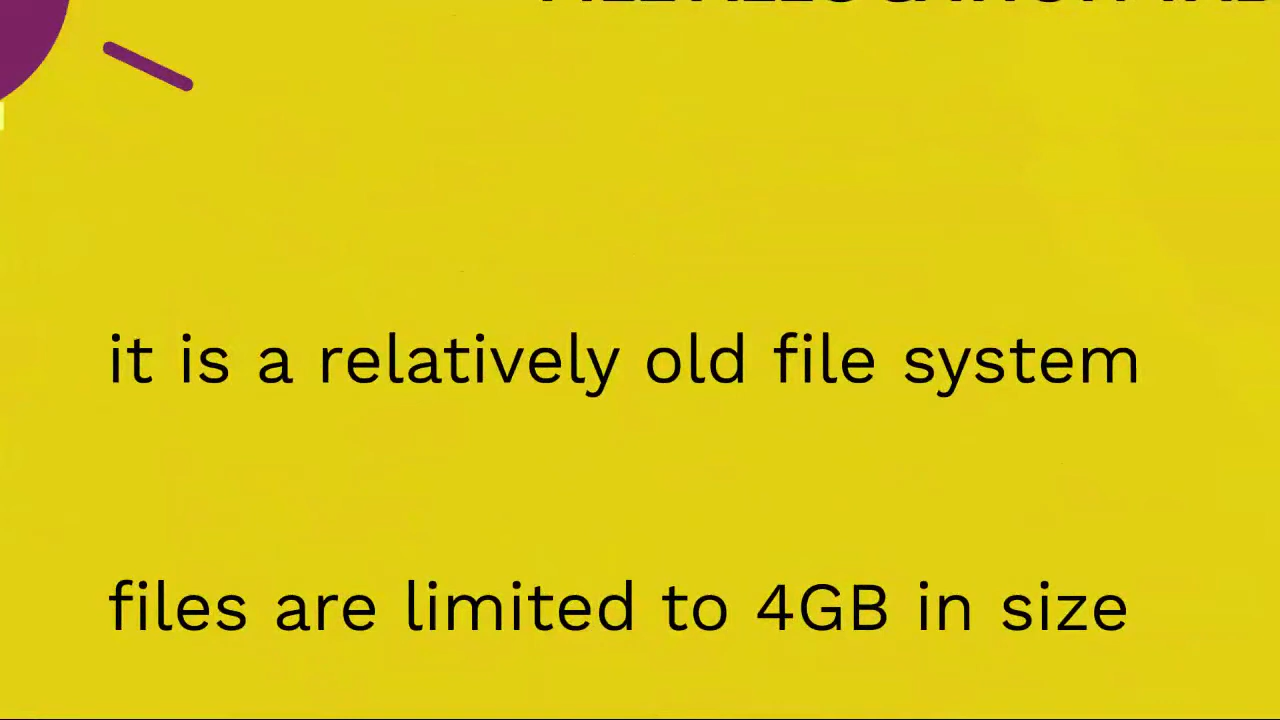 it is a relatively old file system
files are limited to 4GB in size